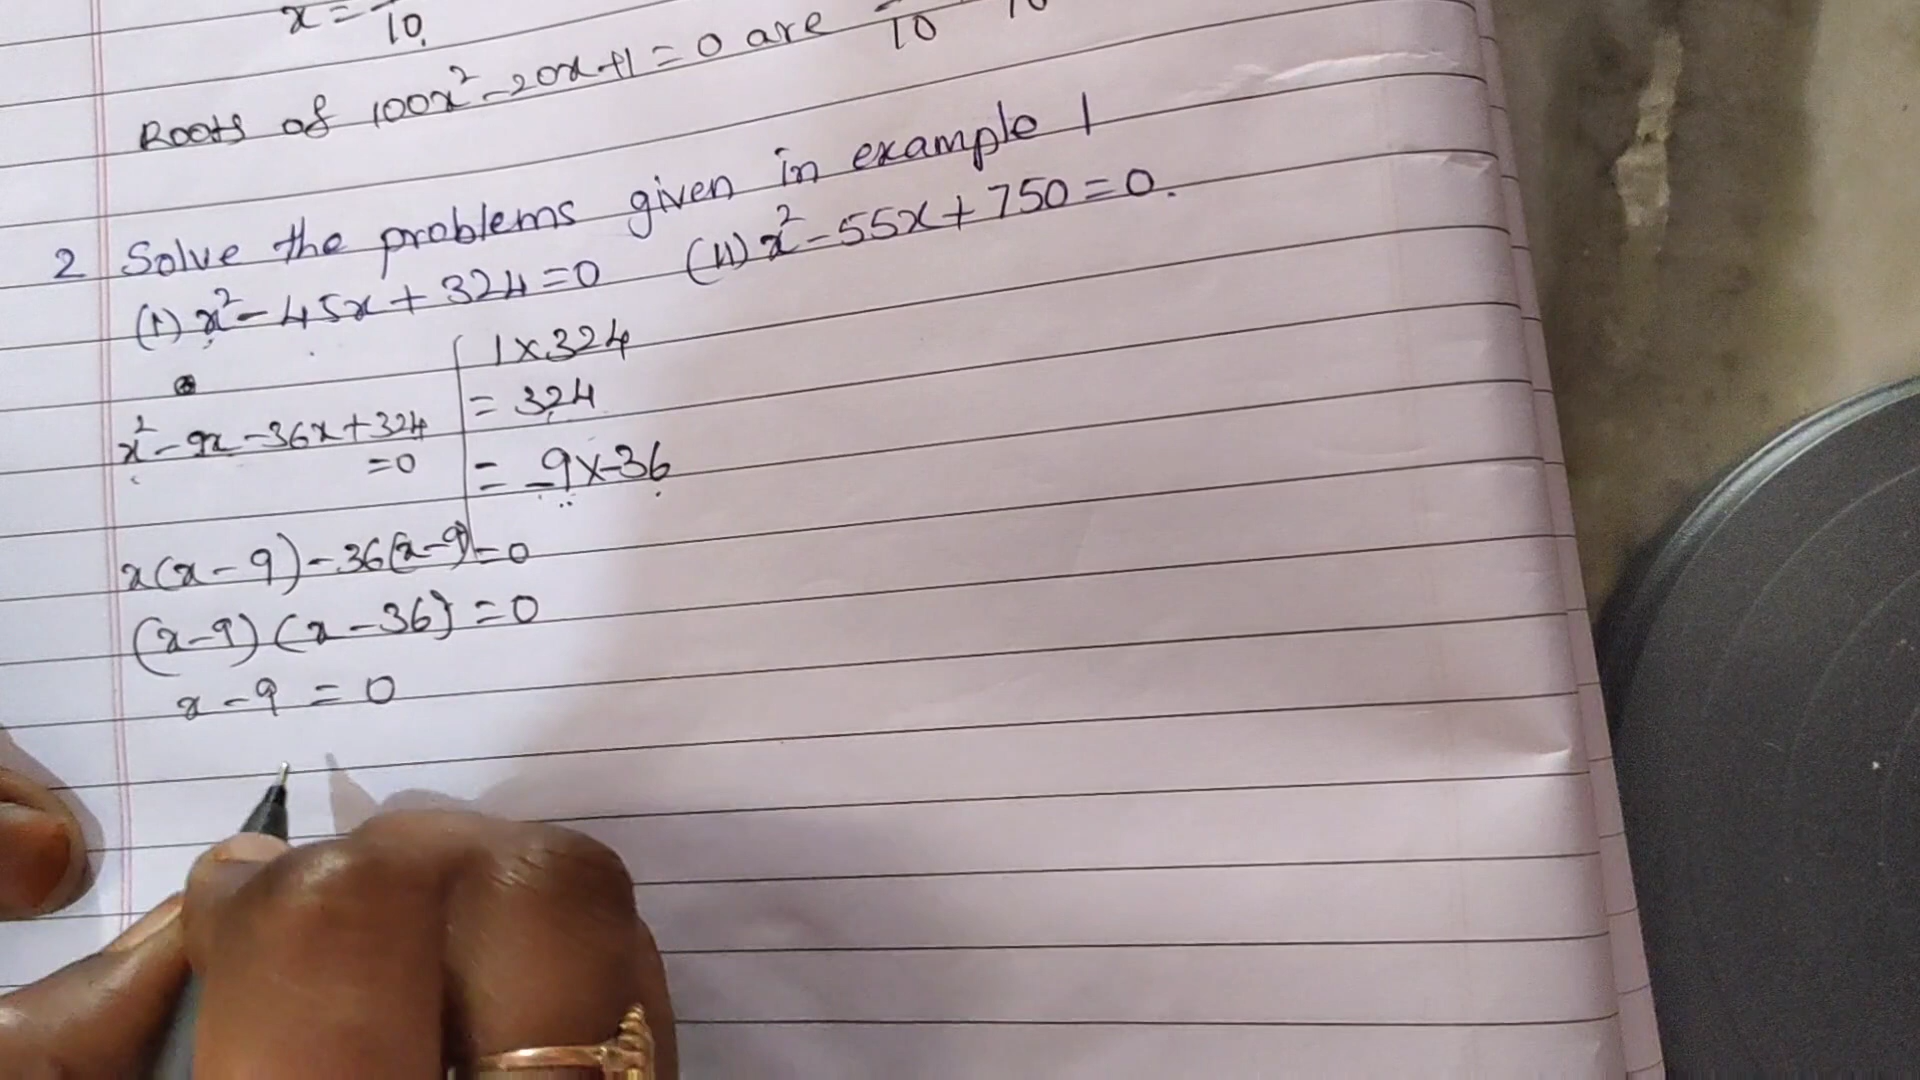 x =
10.
Roots of 100x² - 20x + 1 = 0 are 10 10
2 Solve the problems given in example 1
(i) x² - 45x + 324 = 0 (ii) x² - 55x + 750 = 0.
1 x 324
= 324
x² - 9x - 36x + 324
= 0
= -9 x -36
x(x - 9) - 36(x - 9) = 0
(x - 9) (x - 36) = 0
x - 9 = 0